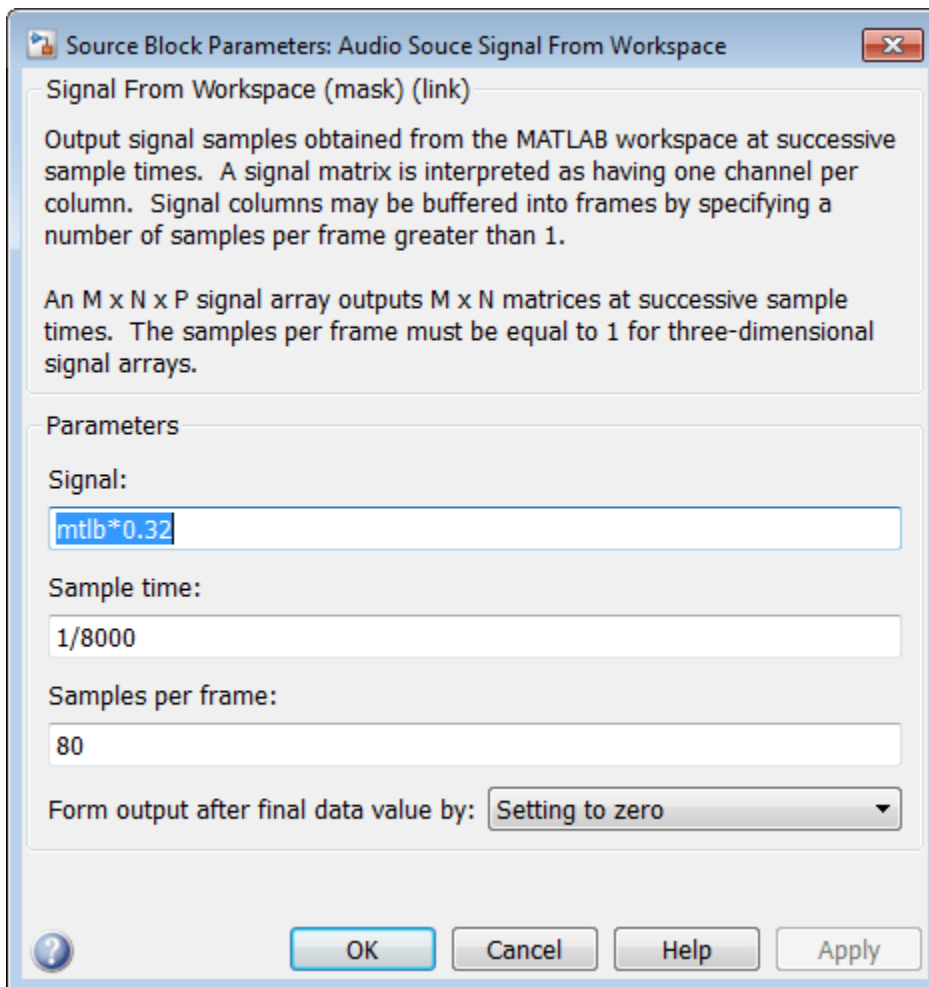 Source Block Parameters: Audio Souce Signal From Workspace
Signal From Workspace (mask) (link)
Output signal samples obtained from the MATLAB workspace at successive
sample times.  A signal matrix is interpreted as having one channel per
column.  Signal columns may be buffered into frames by specifying a
number of samples per frame greater than 1.
An M x N x P signal array outputs M x N matrices at successive sample
times.  The samples per frame must be equal to 1 for three-dimensional
signal arrays.
Parameters
Signal:
mtlb*0.32
Sample time:
1/8000
Samples per frame:
80
Form output after final data value by: Setting to zero
? OK Cancel Help Apply